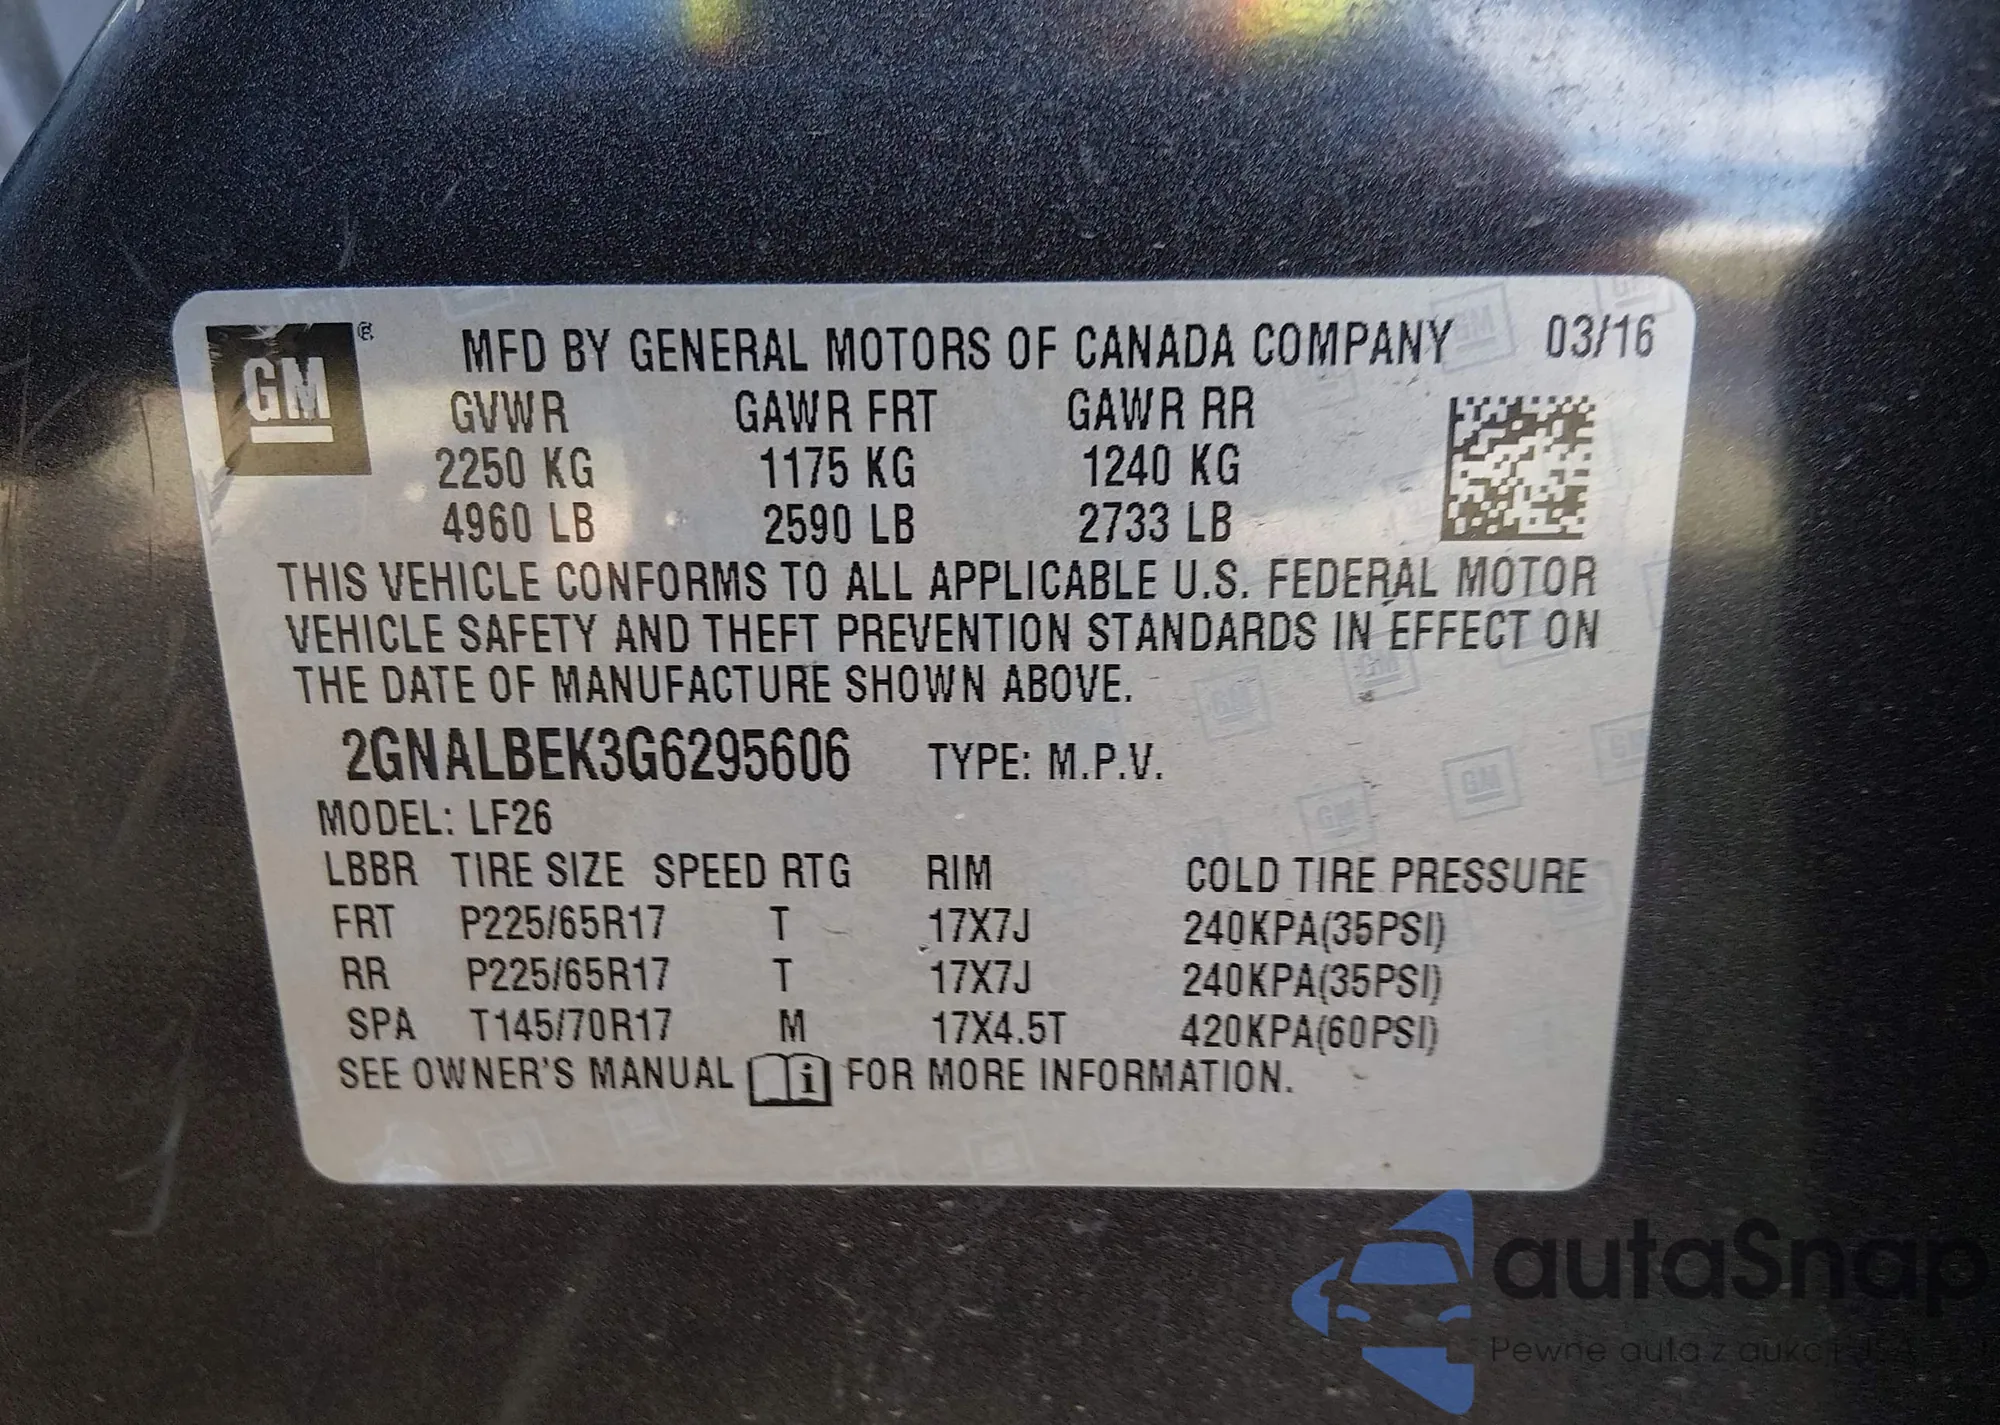 GM ®
MFD BY GENERAL MOTORS OF CANADA COMPANY 03/16
GVWR GAWR FRT GAWR RR
2250 KG 1175 KG 1240 KG
4960 LB 2590 LB 2733 LB
THIS VEHICLE CONFORMS TO ALL APPLICABLE U.S. FEDERAL MOTOR
VEHICLE SAFETY AND THEFT PREVENTION STANDARDS IN EFFECT ON
THE DATE OF MANUFACTURE SHOWN ABOVE.
2GNALBEK3G6295606 TYPE: M.P.V.
MODEL: LF26
LBBR TIRE SIZE SPEED RTG RIM COLD TIRE PRESSURE
FRT P225/65R17 T 17X7J 240KPA(35PSI)
RR P225/65R17 T 17X7J 240KPA(35PSI)
SPA T145/70R17 M 17X4.5T 420KPA(60PSI)
SEE OWNER'S MANUAL i FOR MORE INFORMATION.
autaSnap
Pewne auta z aukcji